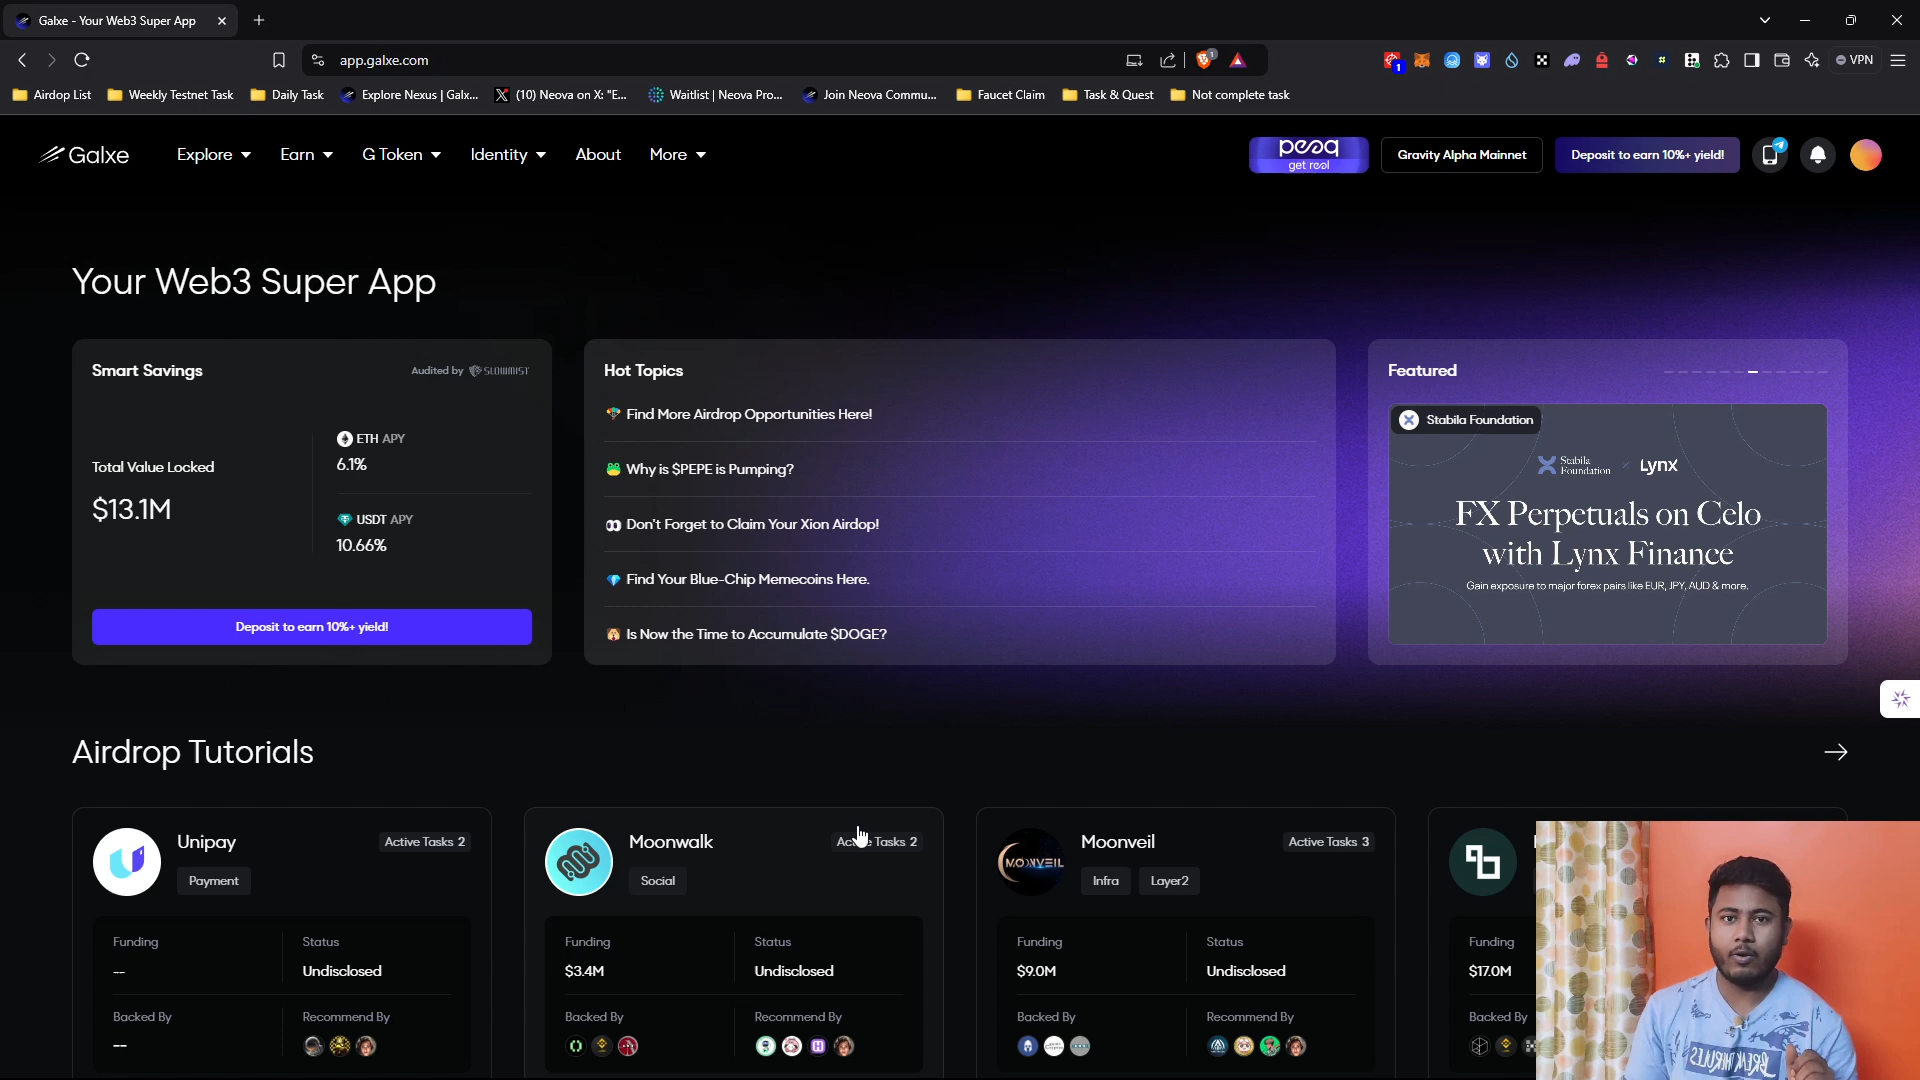 Galxe - Your Web3 Super App
app.galxe.com
1
1
VPN
Airdop List
Weekly Testnet Task
Daily Task
Explore Nexus | Galx...
(10) Neova on X: "E...
Waitlist | Neova Pro...
Join Neova Commu...
Faucet Claim
Task & Quest
Not complete task
Galxe
Explore
Earn
G Token
Identity
About
More
peaq
get real
Gravity Alpha Mainnet
Deposit to earn 10%+ yield!
Your Web3 Super App
Smart Savings
Audited by SLOWMIST
Total Value Locked
$13.1M
ETH APY
6.1%
USDT APY
10.66%
Deposit to earn 10%+ yield!
Hot Topics
Find More Airdrop Opportunities Here!
Why is $PEPE is Pumping?
Don't Forget to Claim Your Xion Airdop!
Find Your Blue-Chip Memecoins Here.
Is Now the Time to Accumulate $DOGE?
Featured
Stabila Foundation
Stabila Foundation × Lynx
FX Perpetuals on Celo
with Lynx Finance
Gain exposure to major forex pairs like EUR, JPY, AUD & more.
Airdrop Tutorials
Unipay
Active Tasks 2
Payment
Funding
--
Status
Undisclosed
Backed By
--
Recommend By
Moonwalk
Tasks 2
Social
Funding
$3.4M
Status
Undisclosed
Backed By
Recommend By
MOONVEIL
Moonveil
Active Tasks 3
Infra
Layer2
Funding
$9.0M
Status
Undisclosed
Backed By
Recommend By
Funding
$17.0M
Backed By